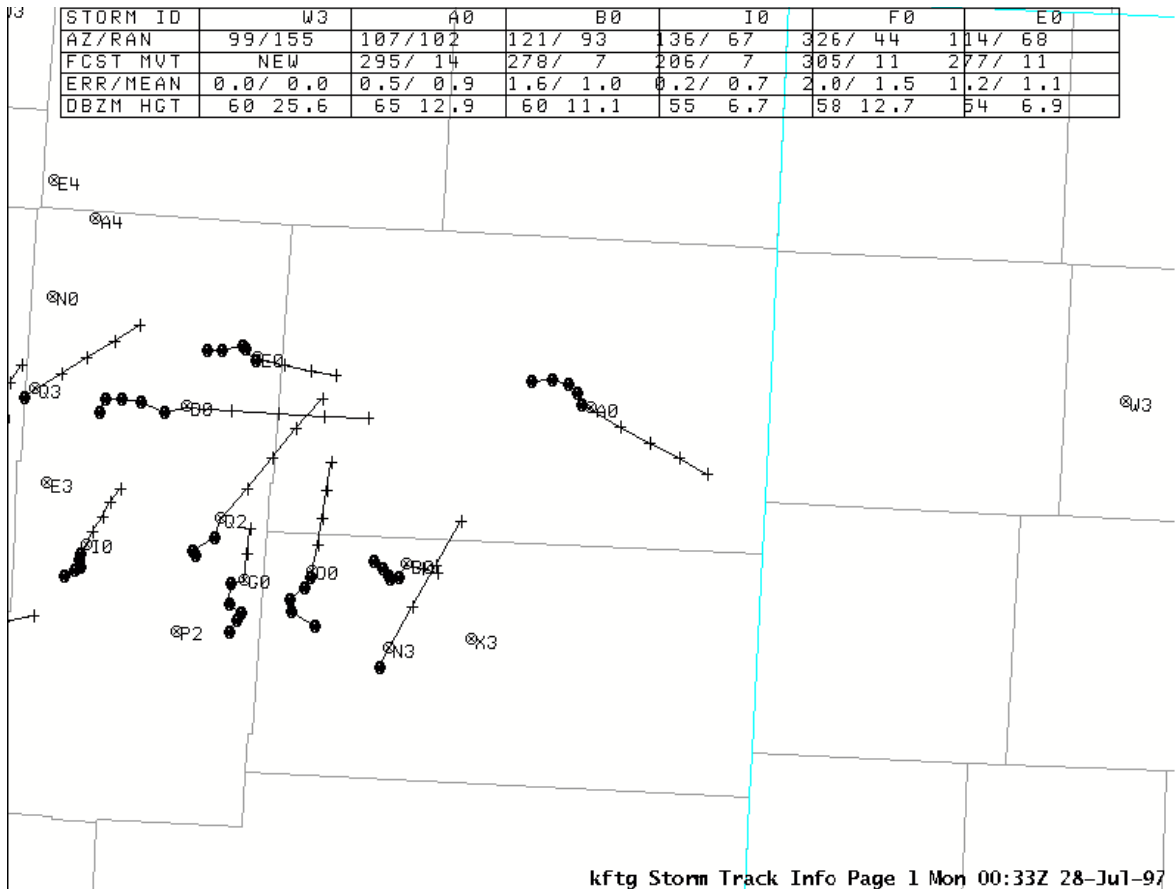 J3
STORM ID W3 A0 B0 I0 F0 E0
AZ/RAN 99/155 107/102 121/ 93 136/ 67 326/ 44 114/ 68
FCST MVT NEW 295/ 14 278/ 7 206/ 7 305/ 11 277/ 11
ERR/MEAN 0.0/ 0.0 0.5/ 0.9 1.6/ 1.0 0.2/ 0.7 2.0/ 1.5 1.2/ 1.1
DBZM HGT 60 25.6 65 12.9 60 11.1 55 6.7 58 12.7 54 6.9
E4
A4
N0
E0
Q3
D0
A0
W3
E3
Q2
I0
B0
O0
G0
P2
N3
X3
kftg Storm Track Info Page 1 Mon 00:33Z 28-Jul-97